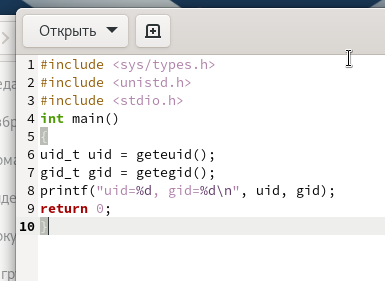 Открыть
1 #include <sys/types.h>
2 #include <unistd.h>
3 #include <stdio.h>
4 int main()
5 {
6 uid_t uid = geteuid();
7 gid_t gid = getegid();
8 printf("uid=%d, gid=%d\n", uid, gid);
9 return 0;
10 }